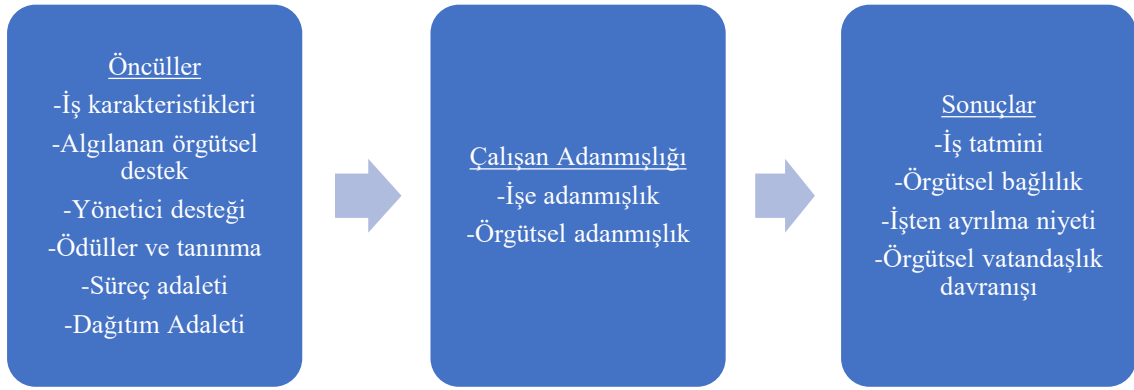 Öncüller
-İş karakteristikleri
-Algılanan örgütsel
destek
-Yönetici desteği
-Ödüller ve tanınma
-Süreç adaleti
-Dağıtım Adaleti
Çalışan Adanmışlığı
-İşe adanmışlık
-Örgütsel adanmışlık
Sonuçlar
-İş tatmini
-Örgütsel bağlılık
-İşten ayrılma niyeti
-Örgütsel vatandaşlık
davranışı